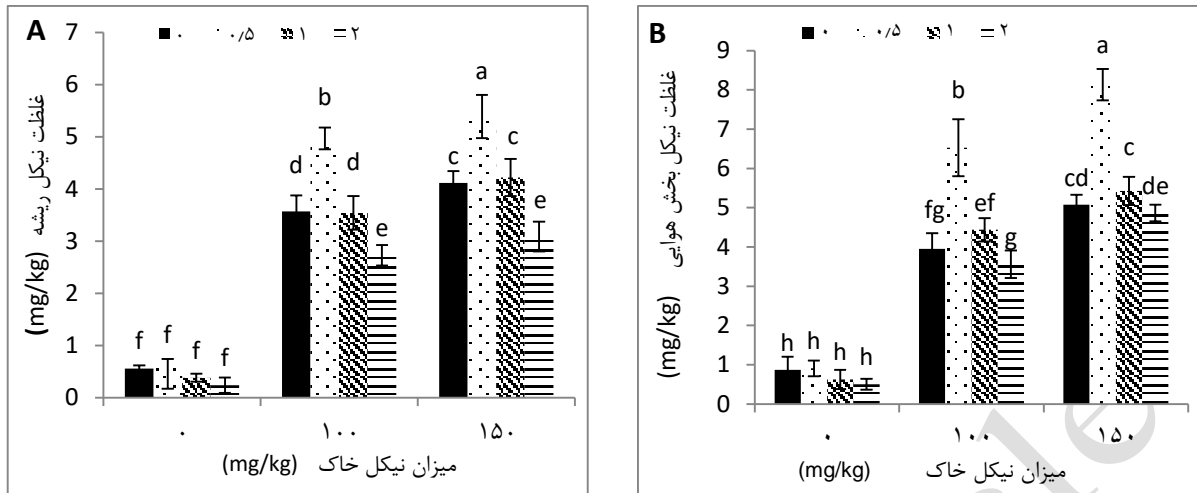 A
۰ ۰٫۵ ۱ ۲
غلظت نیکل ریشه (mg/kg)
7
6
5
4
3
2
1
0
f f f f
d b d e
c a c e
۰ ۱۰۰ ۱۵۰
میزان نیکل خاک (mg/kg)
B
۰ ۰٫۵ ۱ ۲
غلظت نیکل بخش هوایی (mg/kg)
9
8
7
6
5
4
3
2
1
0
h h h h
fg b ef g
cd a c de
۰ ۱۰۰ ۱۵۰
میزان نیکل خاک (mg/kg)